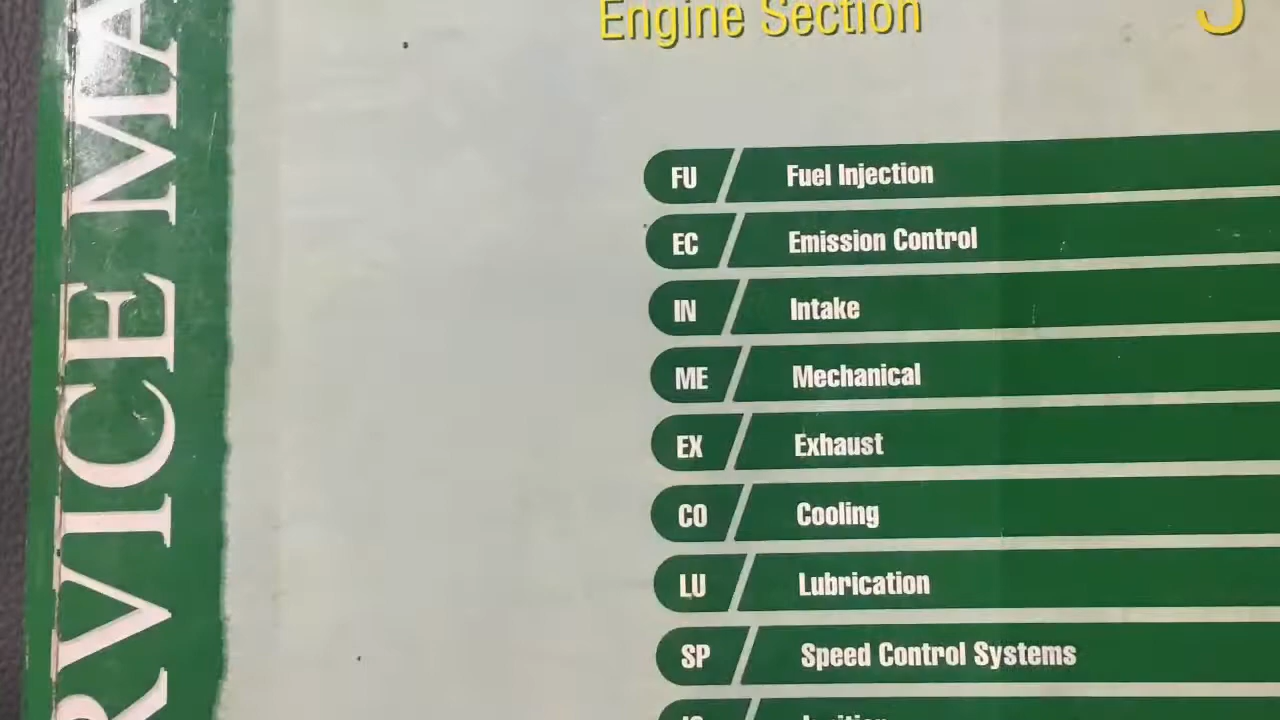 Engine Section
RVICE MA
FU Fuel Injection
EC Emission Control
IN Intake
ME Mechanical
EX Exhaust
CO Cooling
LU Lubrication
SP Speed Control Systems